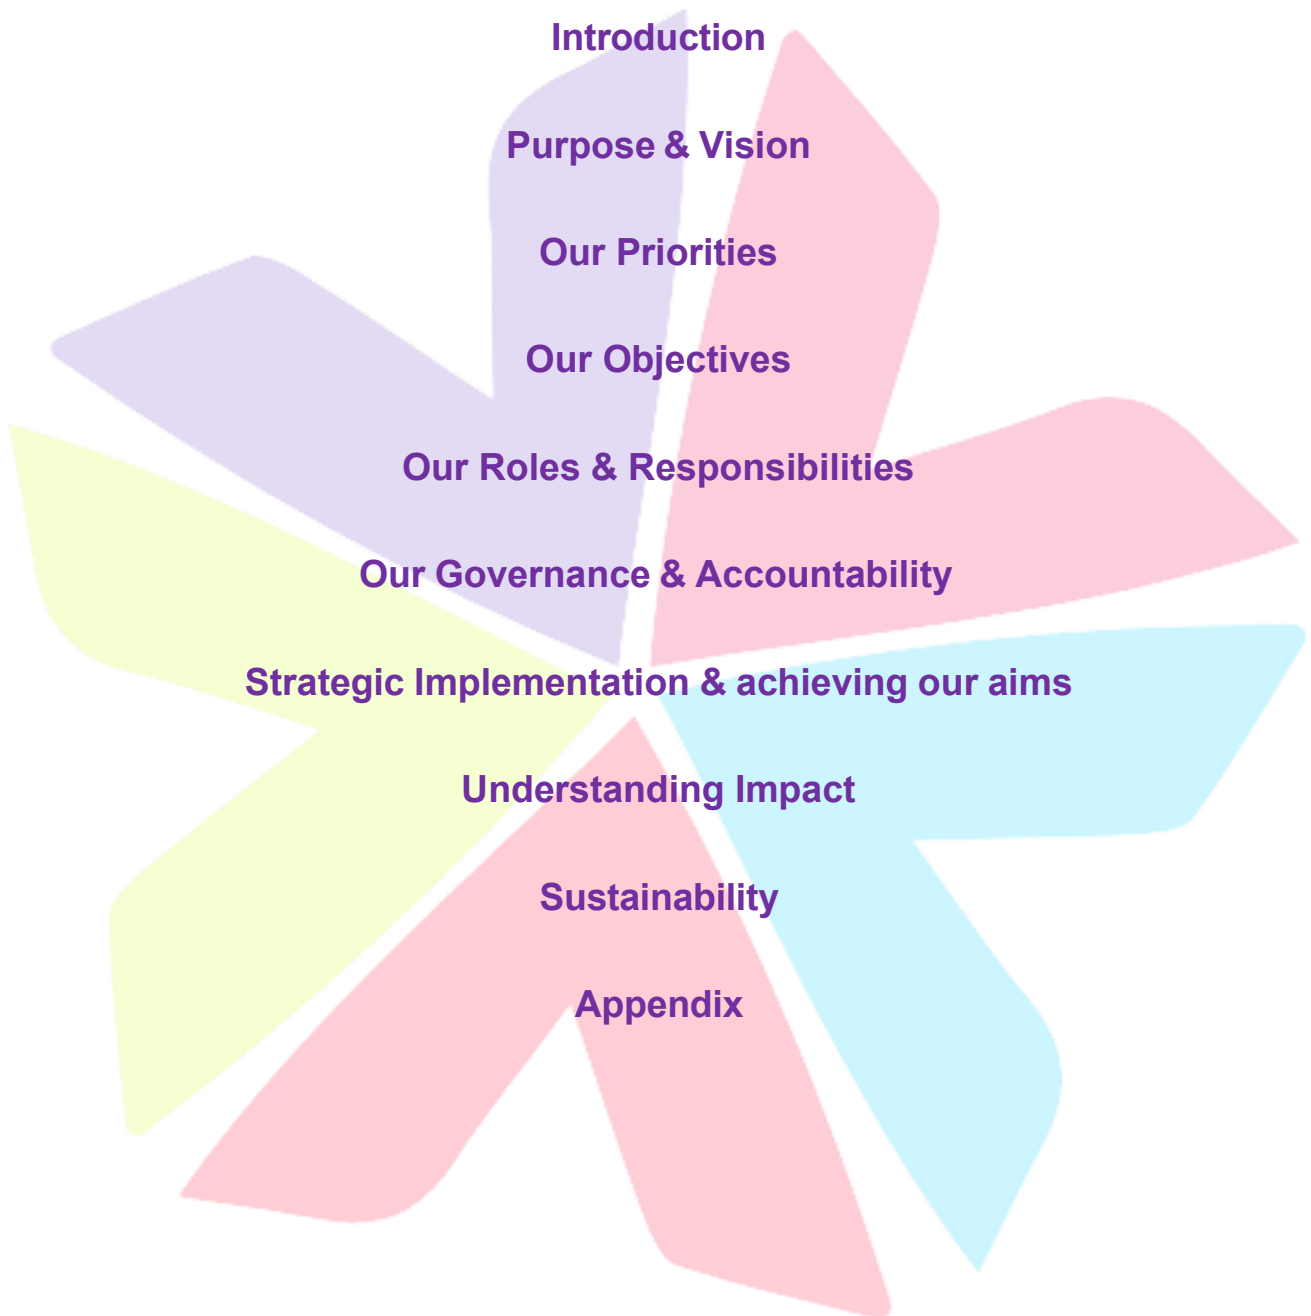 Introduction
Purpose & Vision
Our Priorities
Our Objectives
Our Roles & Responsibilities
Our Governance & Accountability
Strategic Implementation & achieving our aims
Understanding Impact
Sustainability
Appendix